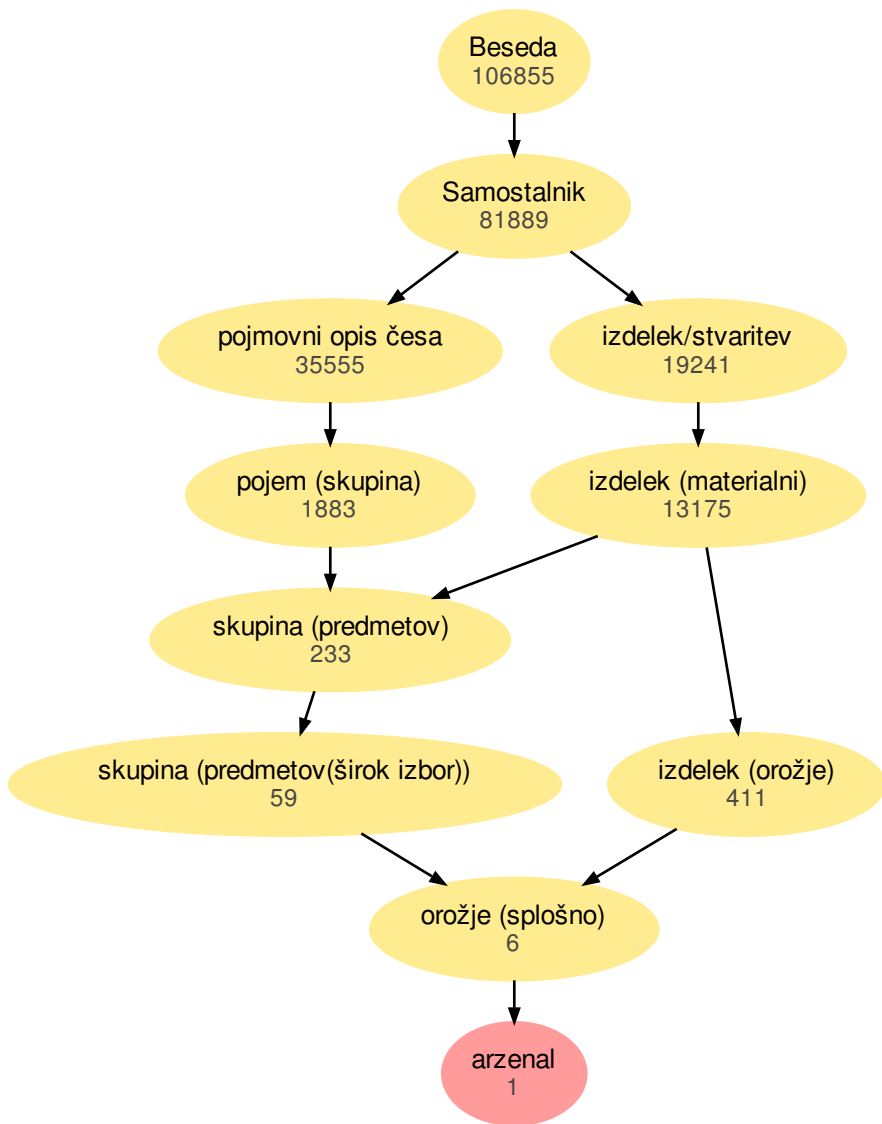 Beseda
106855
Samostalnik
81889
pojmovni opis česa
35555
izdelek/stvaritev
19241
pojem (skupina)
1883
izdelek (materialni)
13175
skupina (predmetov)
233
skupina (predmetov(širok izbor))
59
izdelek (orožje)
411
orožje (splošno)
6
arzenal
1